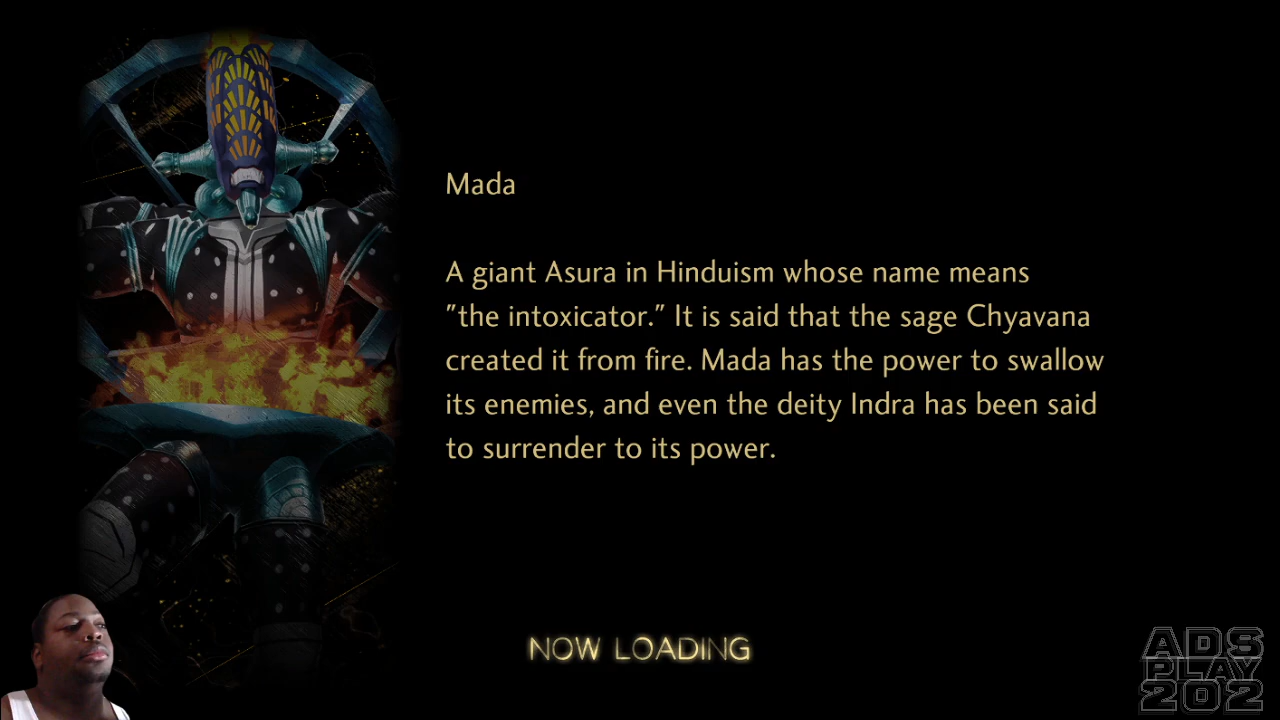 Mada
A giant Asura in Hinduism whose name means
"the intoxicator." It is said that the sage Chyavana
created it from fire. Mada has the power to swallow
its enemies, and even the deity Indra has been said
to surrender to its power.
NOW LOADING
ADS
PLAY
202